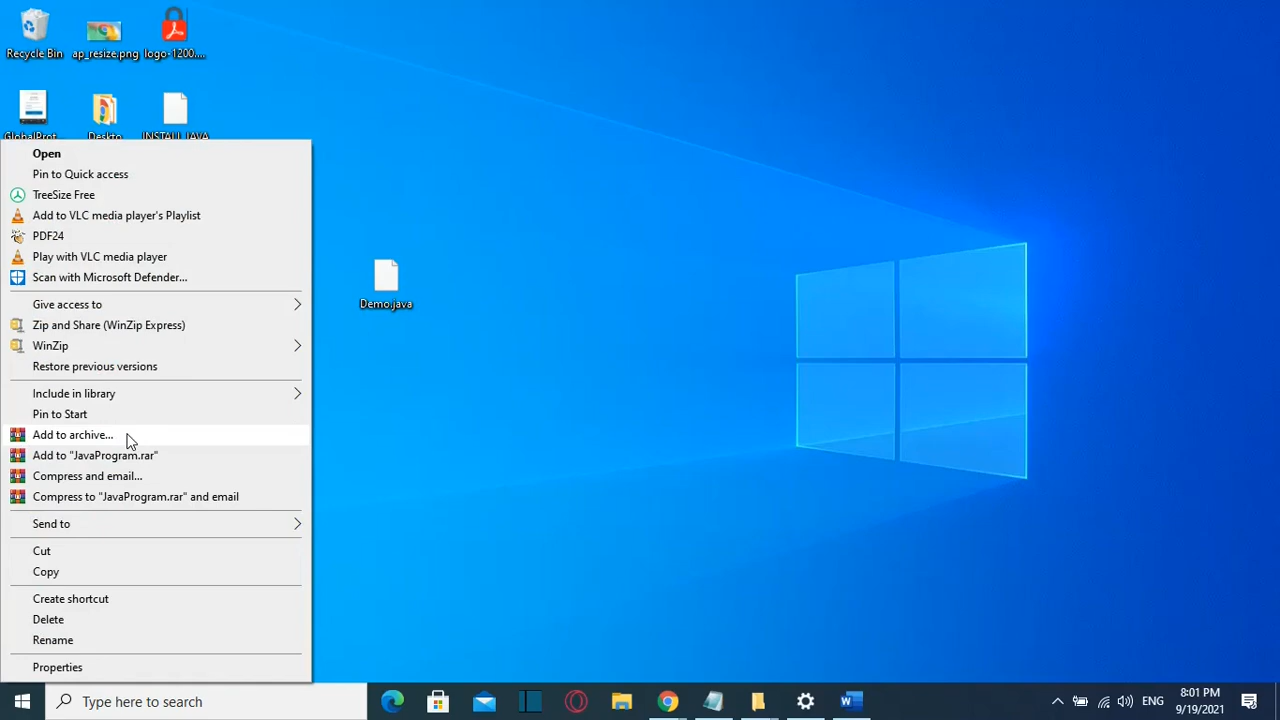 Recycle Bin
ap_resize.png
logo-1200....
GlobalProt...
Deskto
INSTALL JAVA
Open
Pin to Quick access
TreeSize Free
Add to VLC media player's Playlist
PDF24
Play with VLC media player
Scan with Microsoft Defender...
Give access to
Zip and Share (WinZip Express)
WinZip
Restore previous versions
Include in library
Pin to Start
Add to archive...
Add to "JavaProgram.rar"
Compress and email...
Compress to "JavaProgram.rar" and email
Send to
Cut
Copy
Create shortcut
Delete
Rename
Properties
Demo.java
Type here to search
ENG
8:01 PM
9/19/2021